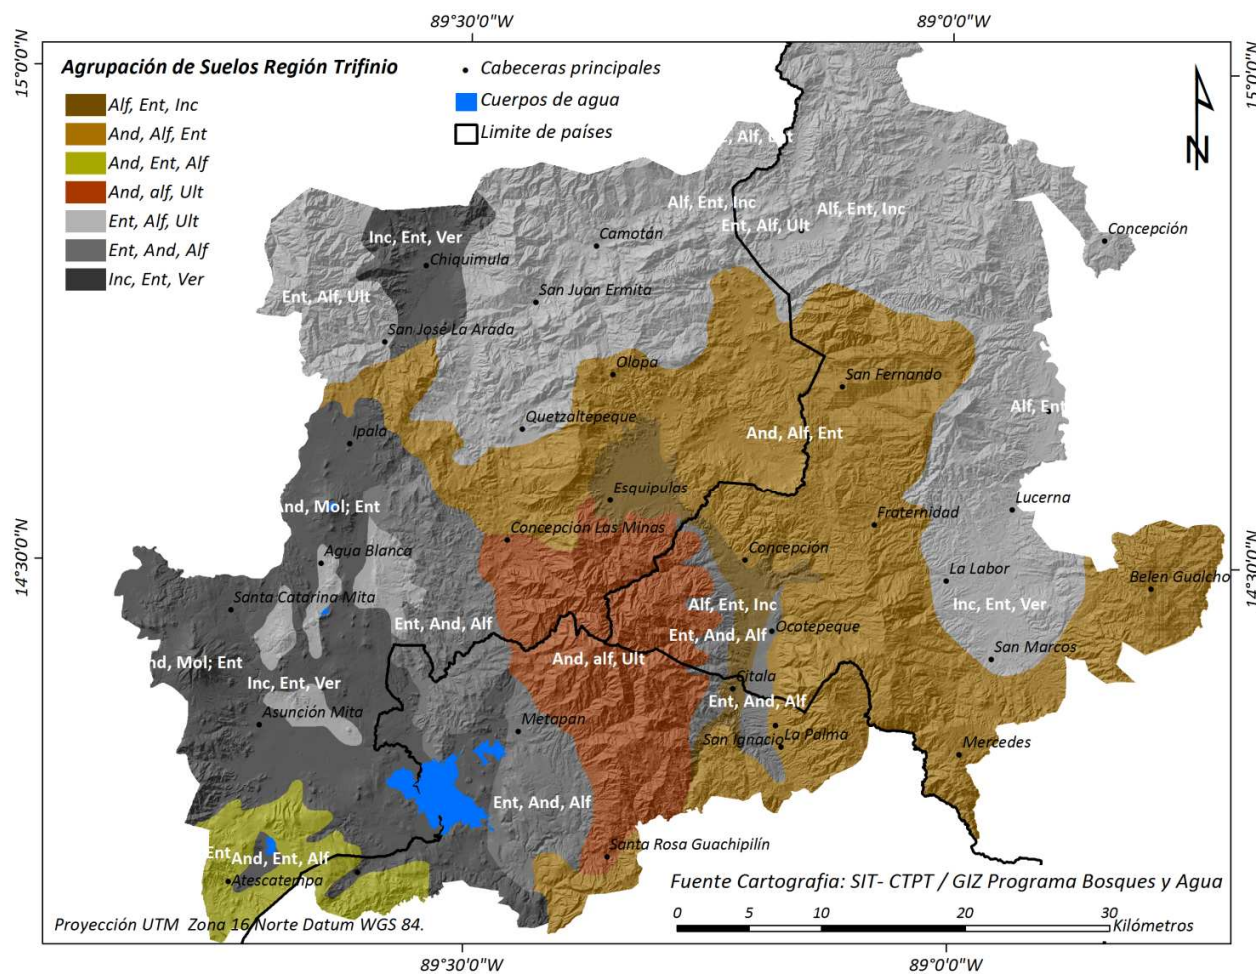 89°30'0"W
89°0'0"W
15°0'0"N
15°0'0"N
Agrupación de Suelos Región Trifinio
Alf, Ent, Inc
And, Alf, Ent
And, Ent, Alf
And, alf, Ult
Ent, Alf, Ult
Ent, And, Alf
Inc, Ent, Ver
Cabeceras principales
Cuerpos de agua
Limite de países
N
Alf,
Alf, Ent, Inc
Alf, Ent, Inc
Ent, Alf, Ult
Concepción
Inc, Ent, Ver
Camotán
Chiquimula
San Juan Ermita
Ent, Alf, Ult
San José La Arada
Olopa
San Fernando
Alf, Ent
Quetzaltepeque
And, Alf, Ent
Ipala
Esquipulas
Lucerna
And, Mol; Ent
Concepción Las Minas
Fraternidad
14°30'0"N
14°30'0"N
Agua Blanca
Concepción
La Labor
Belen Gualcho
Santa Catarina Mita
Alf, Ent, Inc
Inc, Ent, Ver
Ent, And, Alf
Ent, And, Alf
Ocotepeque
And, alf, Ult
San Marcos
nd, Mol; Ent
Inc, Ent, Ver
Citala
Ent, And, Alf
Asunción Mita
Metapan
San Ignacio
La Palma
Mercedes
Ent, And, Alf
Ent
And, Ent, Alf
Santa Rosa Guachipilín
Atescatempa
Fuente Cartografia: SIT- CTPT / GIZ Programa Bosques y Agua
0 5 10 20 30
Kilómetros
Proyección UTM Zona 16 Norte Datum WGS 84.
89°30'0"W
89°0'0"W